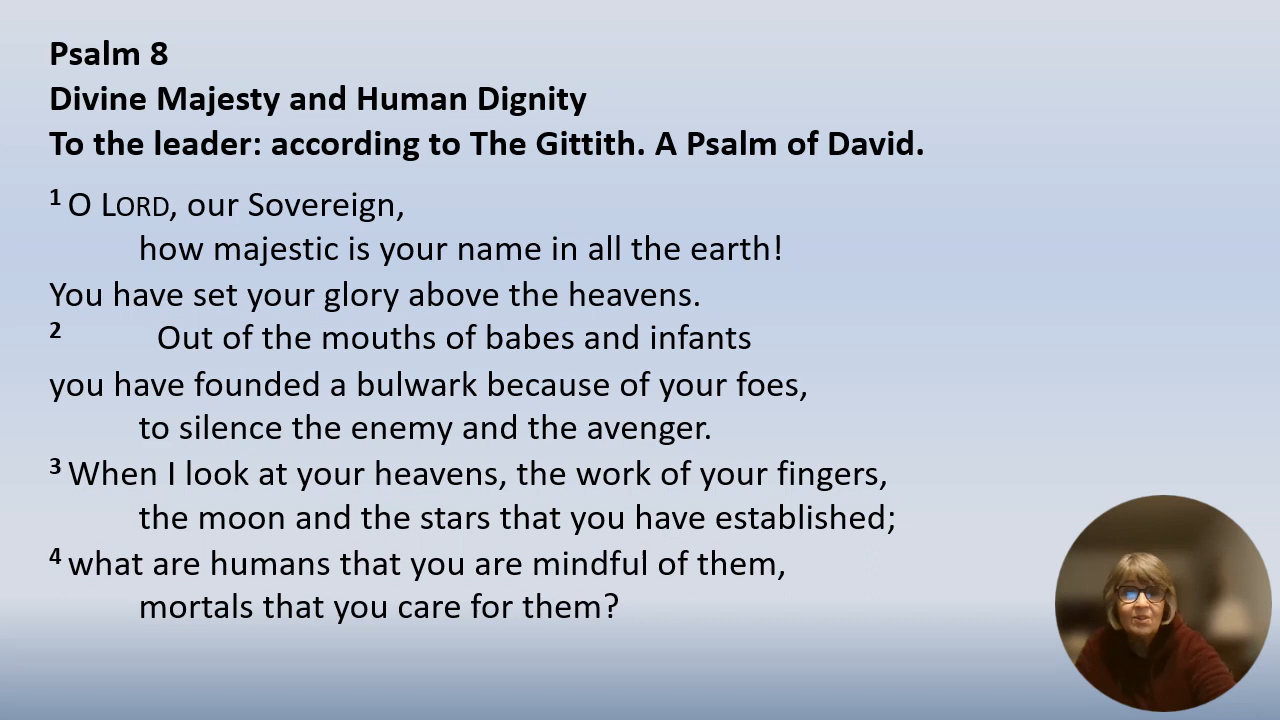 Psalm 8
Divine Majesty and Human Dignity
To the leader: according to The Gittith. A Psalm of David.
1 O LORD, our Sovereign,
how majestic is your name in all the earth!
You have set your glory above the heavens.
2 Out of the mouths of babes and infants
you have founded a bulwark because of your foes,
to silence the enemy and the avenger.
3 When I look at your heavens, the work of your fingers,
the moon and the stars that you have established;
4 what are humans that you are mindful of them,
mortals that you care for them?